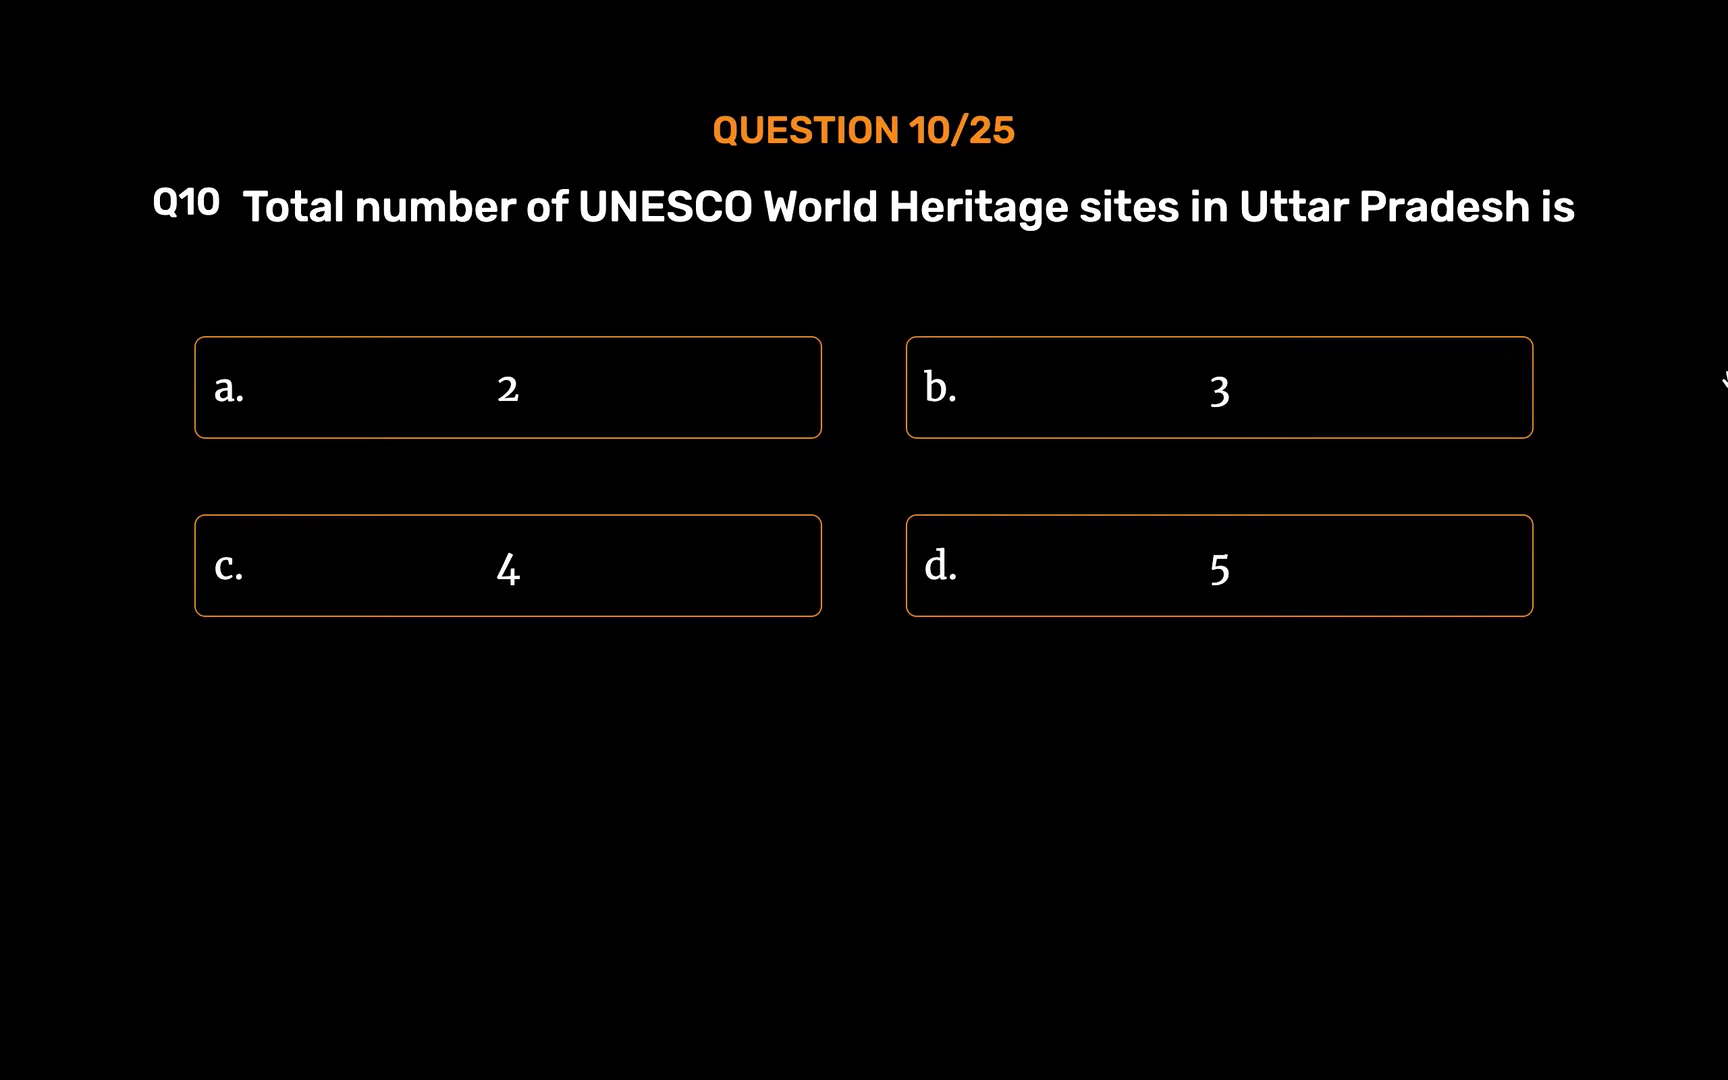 QUESTION 10/25
Q10 Total number of UNESCO World Heritage sites in Uttar Pradesh is
a. 2
b. 3
c. 4
d. 5